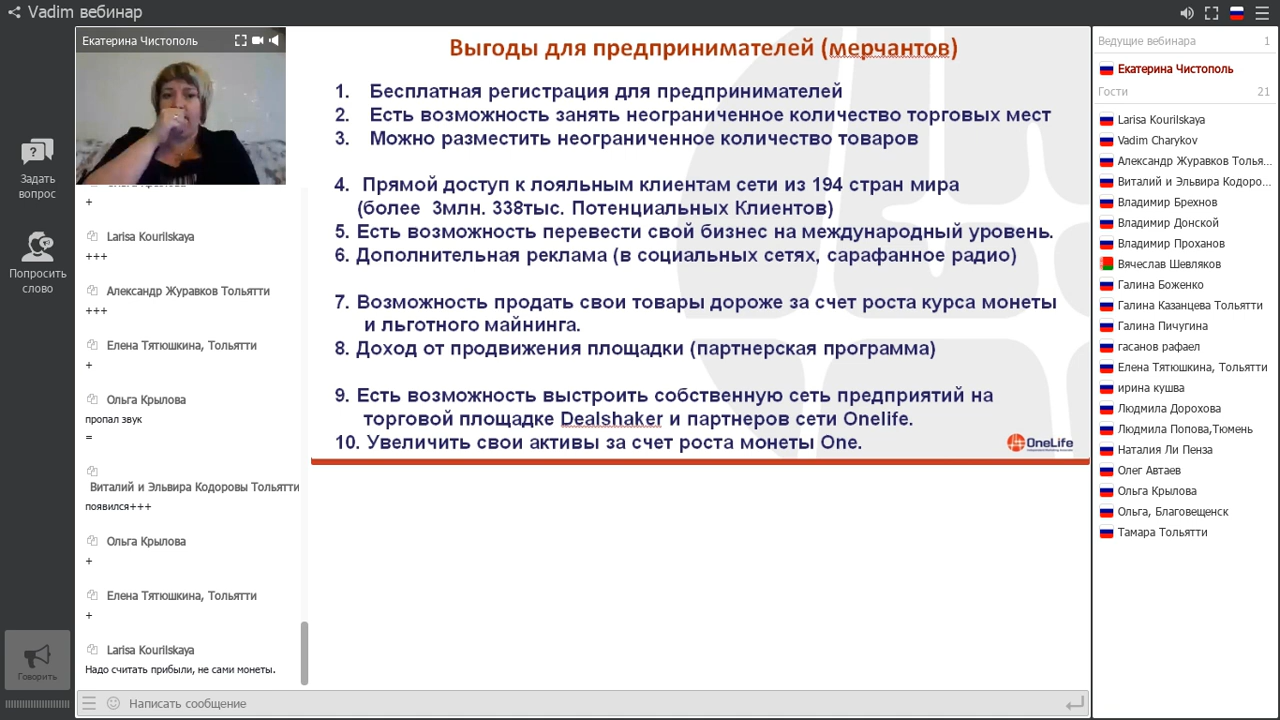 Vadim вебинар
Екатерина Чистополь
Задать
вопрос
Попросить
слово
Говорить
+
Larisa Kourilskaya
+++
Александр Журавков Тольятти
+++
Елена Тятюшкина, Тольятти
+
Ольга Крылова
пропал звук
=
Виталий и Эльвира Кодоровы Тольятти
появился+++
Ольга Крылова
+
Елена Тятюшкина, Тольятти
+
Larisa Kourilskaya
Надо считать прибыли, не сами монеты.
Написать сообщение
Выгоды для предпринимателей (мерчантов)
1. Бесплатная регистрация для предпринимателей
2. Есть возможность занять неограниченное количество торговых мест
3. Можно разместить неограниченное количество товаров
4. Прямой доступ к лояльным клиентам сети из 194 стран мира
(более 3млн. 338тыс. Потенциальных Клиентов)
5. Есть возможность перевести свой бизнес на международный уровень.
6. Дополнительная реклама (в социальных сетях, сарафанное радио)
7. Возможность продать свои товары дороже за счет роста курса монеты
и льготного майнинга.
8. Доход от продвижения площадки (партнерская программа)
9. Есть возможность выстроить собственную сеть предприятий на
торговой площадке Dealshaker и партнеров сети Onelife.
10. Увеличить свои активы за счет роста монеты One.
OneLife
Ведущие вебинара 1
Екатерина Чистополь
Гости 21
Larisa Kourilskaya
Vadim Charykov
Александр Журавков Толья...
Виталий и Эльвира Кодоро...
Владимир Брехнов
Владимир Донской
Владимир Проханов
Вячеслав Шевляков
Галина Боженко
Галина Казанцева Тольятти
Галина Пичугина
гасанов рафаел
Елена Тятюшкина, Тольятти
ирина кушва
Людмила Дорохова
Людмила Попова,Тюмень
Наталия Ли Пенза
Олег Автаев
Ольга Крылова
Ольга, Благовещенск
Тамара Тольятти